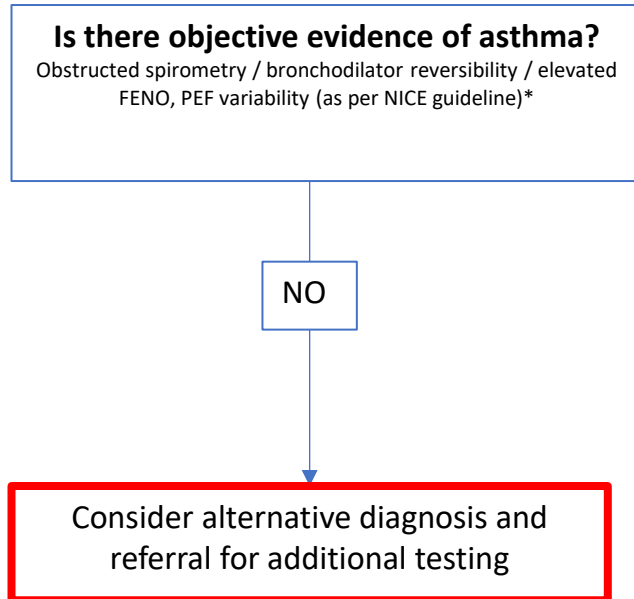 Is there objective evidence of asthma?
Obstructed spirometry / bronchodilator reversibility / elevated
FENO, PEF variability (as per NICE guideline)*
NO
Consider alternative diagnosis and
referral for additional testing